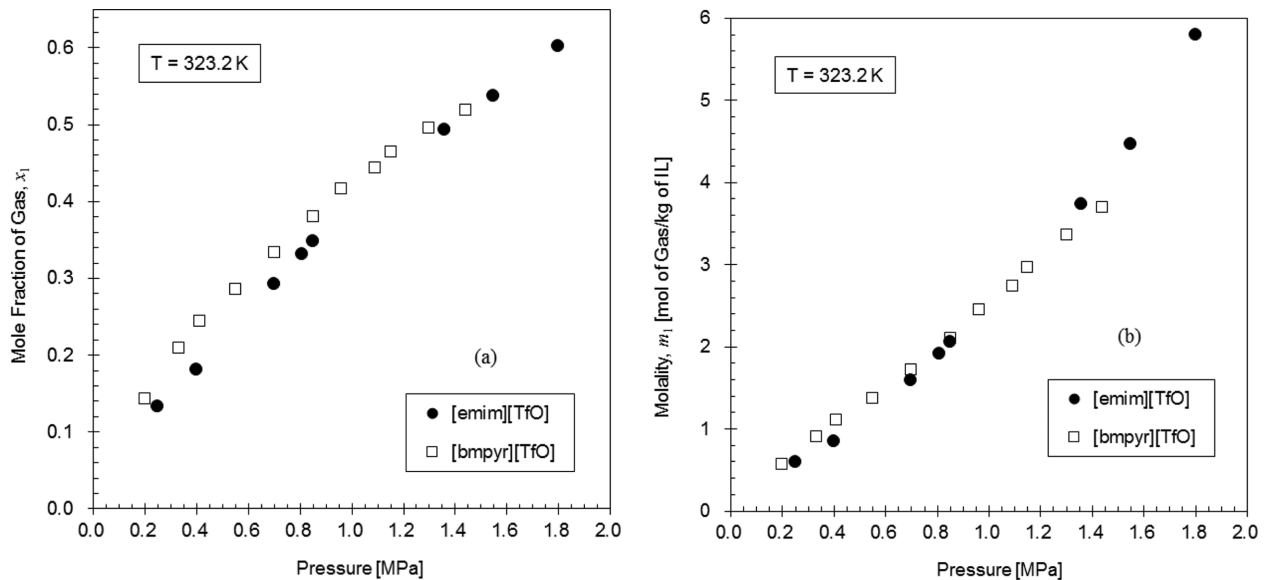 T = 323.2 K
Mole Fraction of Gas, x1
0.6
0.5
0.4
0.3
0.2
0.1
0.0
(a)
[emim][TfO]
[bmpyr][TfO]
0.0 0.2 0.4 0.6 0.8 1.0 1.2 1.4 1.6 1.8 2.0
Pressure [MPa]
T = 323.2 K
Molality, m1 [mol of Gas/kg of IL]
6
5
4
3
2
1
0
(b)
[emim][TfO]
[bmpyr][TfO]
0.0 0.2 0.4 0.6 0.8 1.0 1.2 1.4 1.6 1.8 2.0
Pressure [MPa]